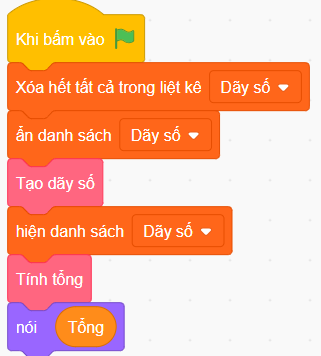 Khi bấm vào
Xóa hết tất cả trong liệt kê Dãy số
ẩn danh sách Dãy số
Tạo dãy số
hiện danh sách Dãy số
Tính tổng
nói Tổng